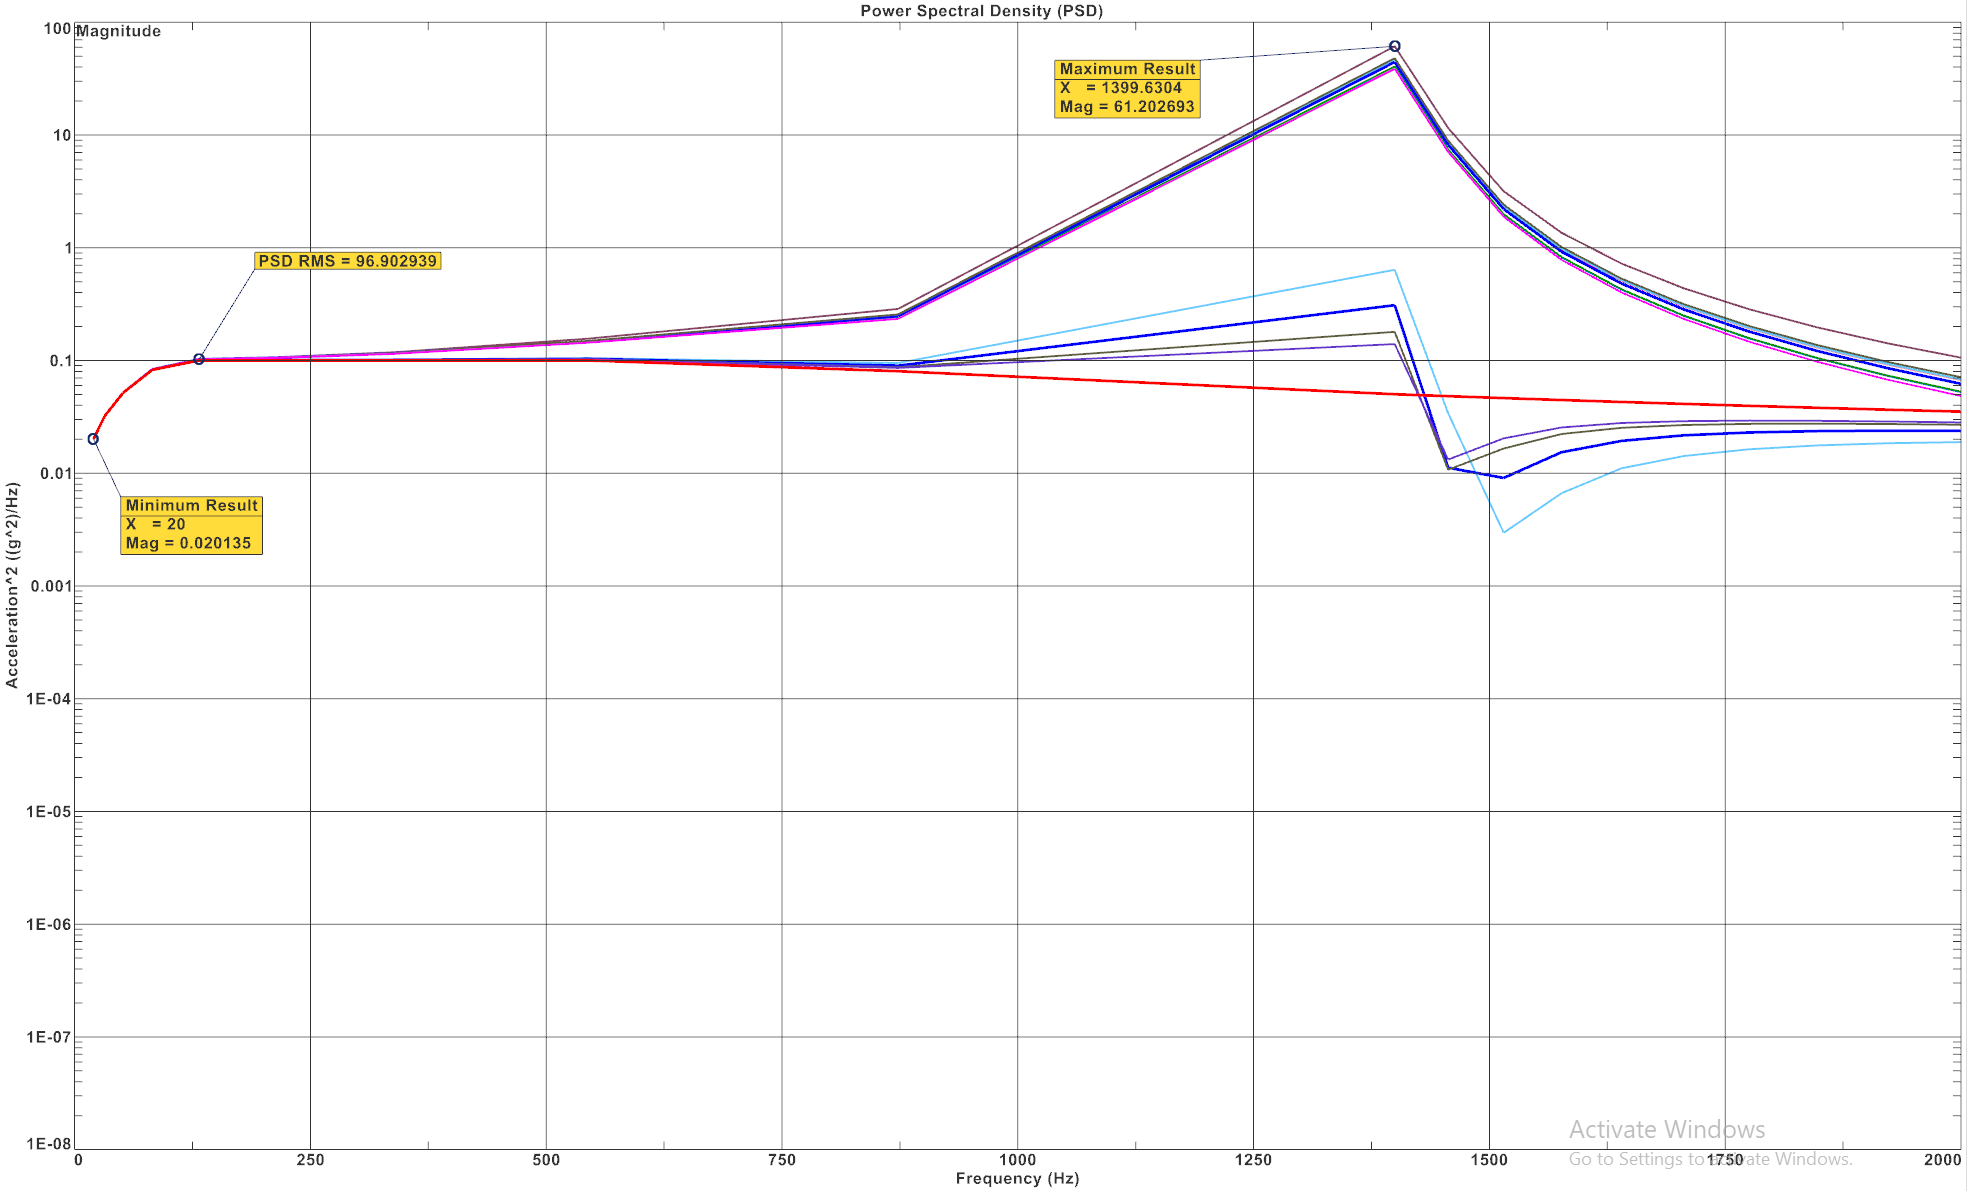 Power Spectral Density (PSD)
Magnitude
100
10
1
0.1
0.01
0.001
1E-04
1E-05
1E-06
1E-07
1E-08
Acceleration^2 ((g^2)/Hz)
Maximum Result
X = 1399.6304
Mag = 61.202693
PSD RMS = 96.902939
Minimum Result
X = 20
Mag = 0.020135
Activate Windows
Go to Settings to activate Windows.
0 250 500 750 1000 1250 1500 1750 2000
Frequency (Hz)